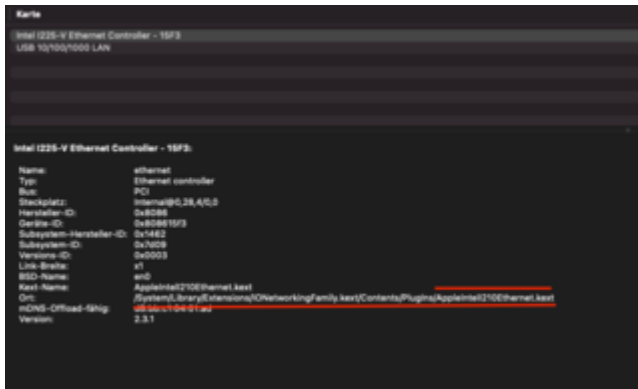 Karte
Intel I225-V Ethernet Controller - 15F3
USB 10/100/1000 LAN
Intel I225-V Ethernet Controller - 15F3:
Name: ethernet
Typ: Ethernet controller
Bus: PCI
Steckplatz: Internal@0,28,4/0,0
Hersteller-ID: 0x8086
Geräte-ID: 0x808615f3
Subsystem-Hersteller-ID: 0x1462
Subsystem-ID: 0x7d09
Versions-ID: 0x0003
Link-Breite: x1
BSD-Name: en0
Kext-Name: AppleIntelI210Ethernet.kext
Ort: /System/Library/Extensions/IONetworkingFamily.kext/Contents/PlugIns/AppleIntelI210Ethernet.kext
mDNS-Offload-fähig:
Version: 2.3.1